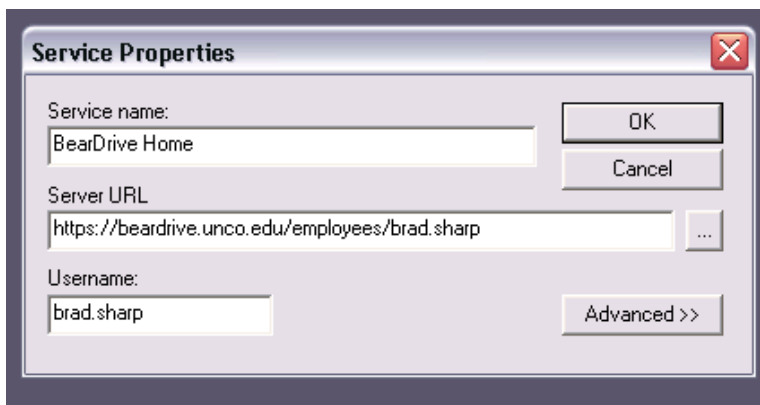 Service Properties
Service name:
BearDrive Home
OK
Cancel
Server URL
https://beardrive.unco.edu/employees/brad.sharp
...
Username:
brad.sharp
Advanced >>